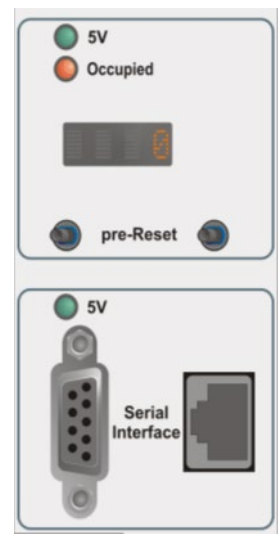 5V
Occupied
0
pre-Reset
5V
Serial
Interface